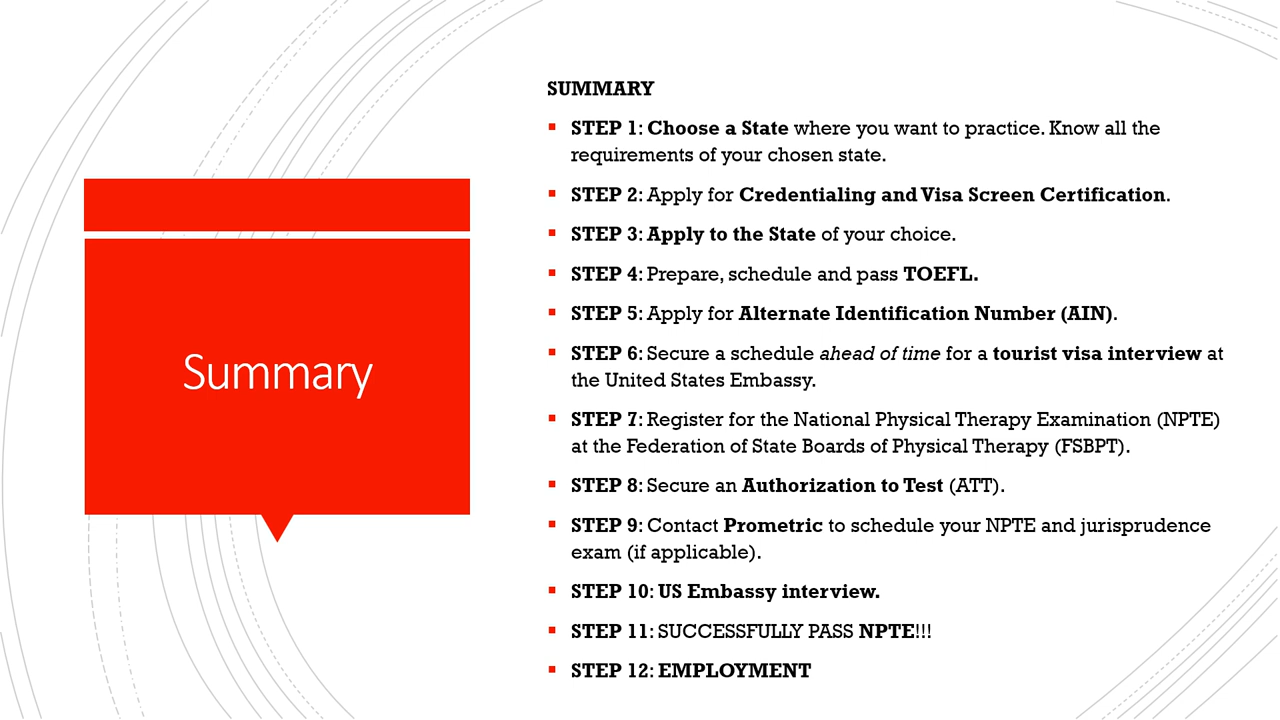 Summary
SUMMARY
▪ STEP 1: Choose a State where you want to practice. Know all the
requirements of your chosen state.
▪ STEP 2: Apply for Credentialing and Visa Screen Certification.
▪ STEP 3: Apply to the State of your choice.
▪ STEP 4: Prepare, schedule and pass TOEFL.
▪ STEP 5: Apply for Alternate Identification Number (AIN).
▪ STEP 6: Secure a schedule ahead of time for a tourist visa interview at
the United States Embassy.
▪ STEP 7: Register for the National Physical Therapy Examination (NPTE)
at the Federation of State Boards of Physical Therapy (FSBPT).
▪ STEP 8: Secure an Authorization to Test (ATT).
▪ STEP 9: Contact Prometric to schedule your NPTE and jurisprudence
exam (if applicable).
▪ STEP 10: US Embassy interview.
▪ STEP 11: SUCCESSFULLY PASS NPTE!!!
▪ STEP 12: EMPLOYMENT